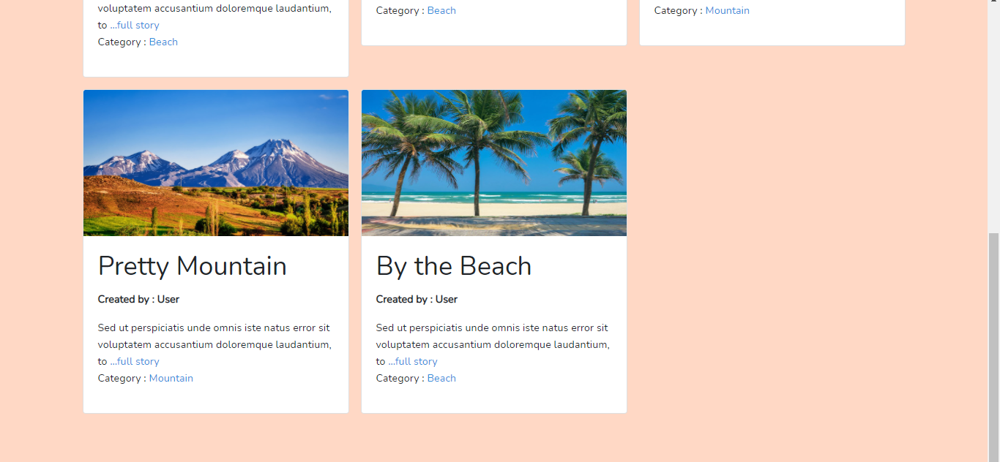 voluptatem accusantium doloremque laudantium,
to ...full story
Category : Beach
Category : Beach
Category : Mountain
Pretty Mountain
Created by : User
Sed ut perspiciatis unde omnis iste natus error sit
voluptatem accusantium doloremque laudantium,
to ...full story
Category : Mountain
By the Beach
Created by : User
Sed ut perspiciatis unde omnis iste natus error sit
voluptatem accusantium doloremque laudantium,
to ...full story
Category : Beach